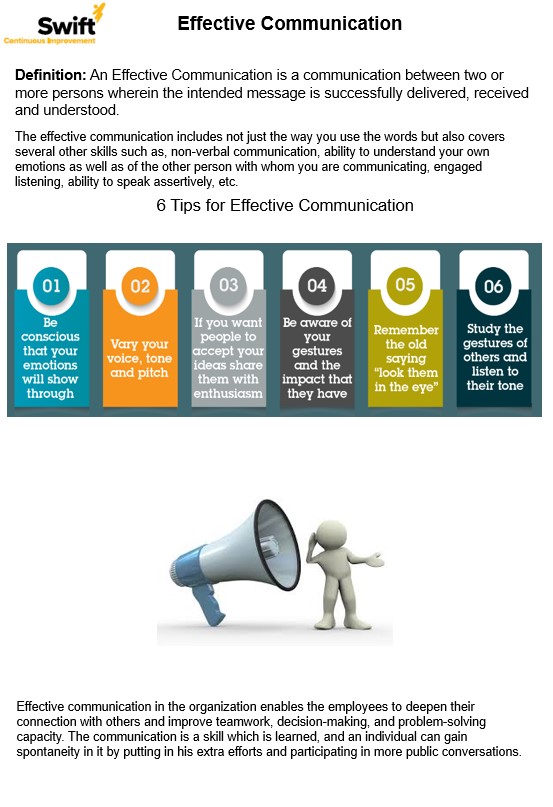 Swift
Continuous Improvement
Effective Communication
Definition: An Effective Communication is a communication between two or
more persons wherein the intended message is successfully delivered, received
and understood.
The effective communication includes not just the way you use the words but also covers
several other skills such as, non-verbal communication, ability to understand your own
emotions as well as of the other person with whom you are communicating, engaged
listening, ability to speak assertively, etc.
6 Tips for Effective Communication
01
Be
conscious
that your
emotions
will show
through
02
Vary your
voice, tone
and pitch
03
If you want
people to
accept your
ideas share
them with
enthusiasm
04
Be aware of
your
gestures
and the
impact that
they have
05
Remember
the old
saying
“look them
in the eye”
06
Study the
gestures of
others and
listen to
their tone
Effective communication in the organization enables the employees to deepen their
connection with others and improve teamwork, decision-making, and problem-solving
capacity. The communication is a skill which is learned, and an individual can gain
spontaneity in it by putting in his extra efforts and participating in more public conversations.